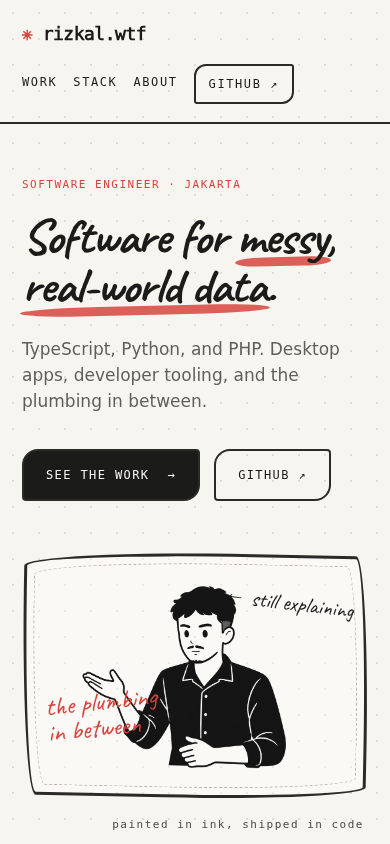 rizkal.wtf
WORK STACK ABOUT GITHUB ↗
SOFTWARE ENGINEER · JAKARTA
Software for messy,
real-world data.
TypeScript, Python, and PHP. Desktop
apps, developer tooling, and the
plumbing in between.
SEE THE WORK →
GITHUB ↗
still explaining
the plumbing
in between
painted in ink, shipped in code